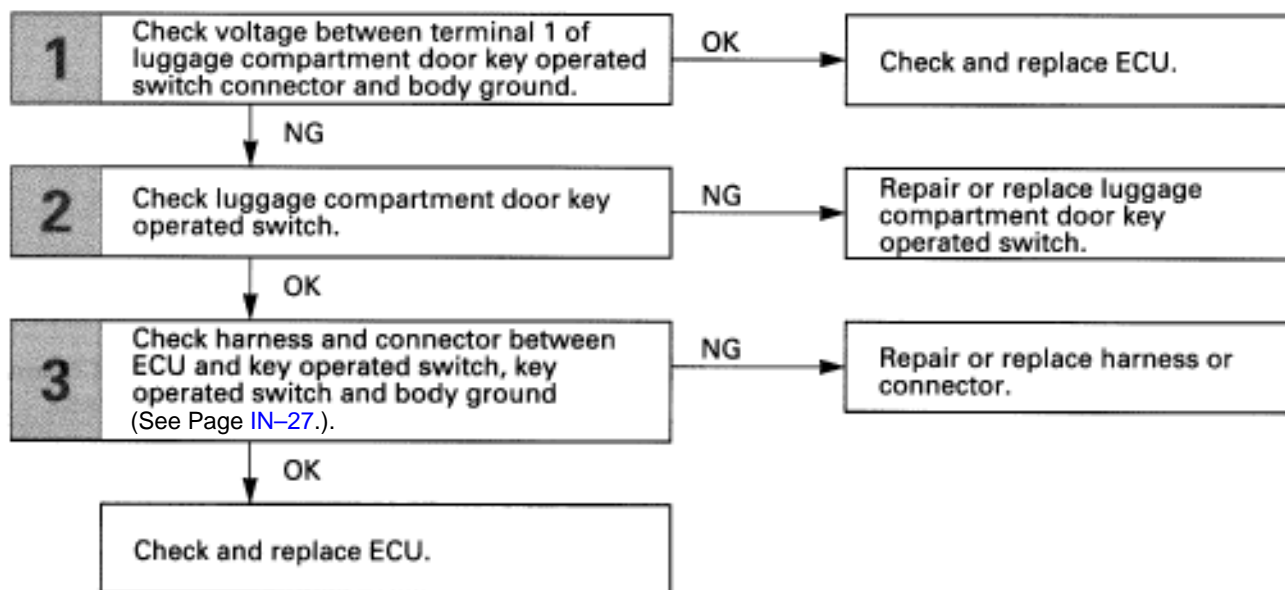 1
Check voltage between terminal 1 of
luggage compartment door key operated
switch connector and body ground.
OK
Check and replace ECU.
NG
2
Check luggage compartment door key
operated switch.
NG
Repair or replace luggage
compartment door key
operated switch.
OK
3
Check harness and connector between
ECU and key operated switch, key
operated switch and body ground
(See Page IN–27.).
NG
Repair or replace harness or
connector.
OK
Check and replace ECU.